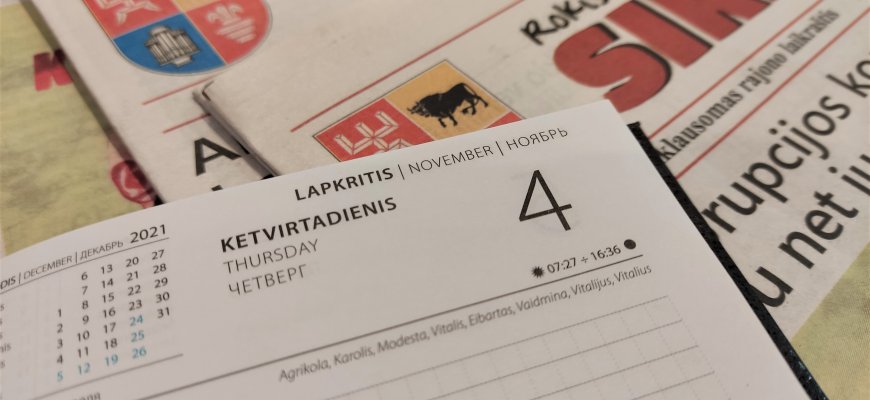 Rokiš
SIR
klausomas rajono laikraštis
rupcijos ko
u net ju
LAPKRITIS | NOVEMBER | НОЯБРЬ
KETVIRTADIENIS 4
THURSDAY
ЧЕТВЕРГ
07:27 ÷ 16:36
Agrikola, Karolis, Modesta, Vitalis, Eibartas, Vaidmina, Vitalijus, Vitalius
DIS | DECEMBER | ДЕКАБРЬ 2021
6 13 20 27
7 14 21 28
1 8 15 22 29
2 9 16 23 30
3 10 17 24 31
4 11 18 25
5 12 19 26